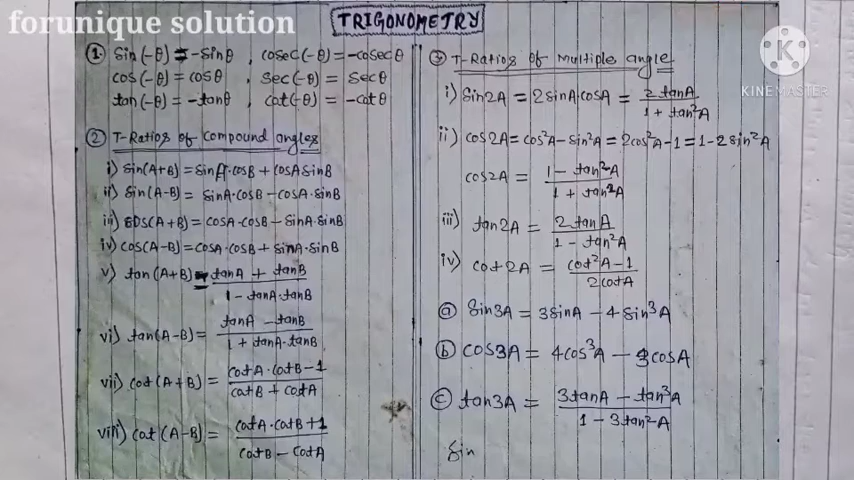 forunique solution
TRIGONOMETRY
① sin(-θ) = -sinθ , cosec(-θ) = -cosecθ
cos(-θ) = cosθ , sec(-θ) = secθ
tan(-θ) = -tanθ , cot(-θ) = -cotθ
② T-Ratios of compound angles
i) sin(A+B) = sinA·cosB + cosA sinB
ii) sin(A-B) = sinA·cosB - cosA·sinB
iii) cos(A+B) = cosA·cosB - sinA·sinB
iv) cos(A-B) = cosA·cosB + sinA·sinB
v) tan(A+B) = tanA + tanB / 1 - tanA·tanB
vi) tan(A-B) = tanA - tanB / 1 + tanA·tanB
vii) cot(A+B) = cotA·cotB - 1 / cotB + cotA
viii) cot(A-B) = cotA·cotB + 1 / cotB - cotA
③ T-Ratios of Multiple angle
i) sin2A = 2sinA·cosA = 2tanA / 1 + tan²A
ii) cos2A = cos²A - sin²A = 2cos²A - 1 = 1 - 2sin²A
cos2A = 1 - tan²A / 1 + tan²A
iii) tan2A = 2tanA / 1 - tan²A
iv) cot2A = cot²A - 1 / 2cotA
ⓐ sin3A = 3sinA - 4sin³A
ⓑ cos3A = 4cos³A - 3cosA
ⓒ tan3A = 3tanA - tan³A / 1 - 3tan²A
sin
KINEMASTER